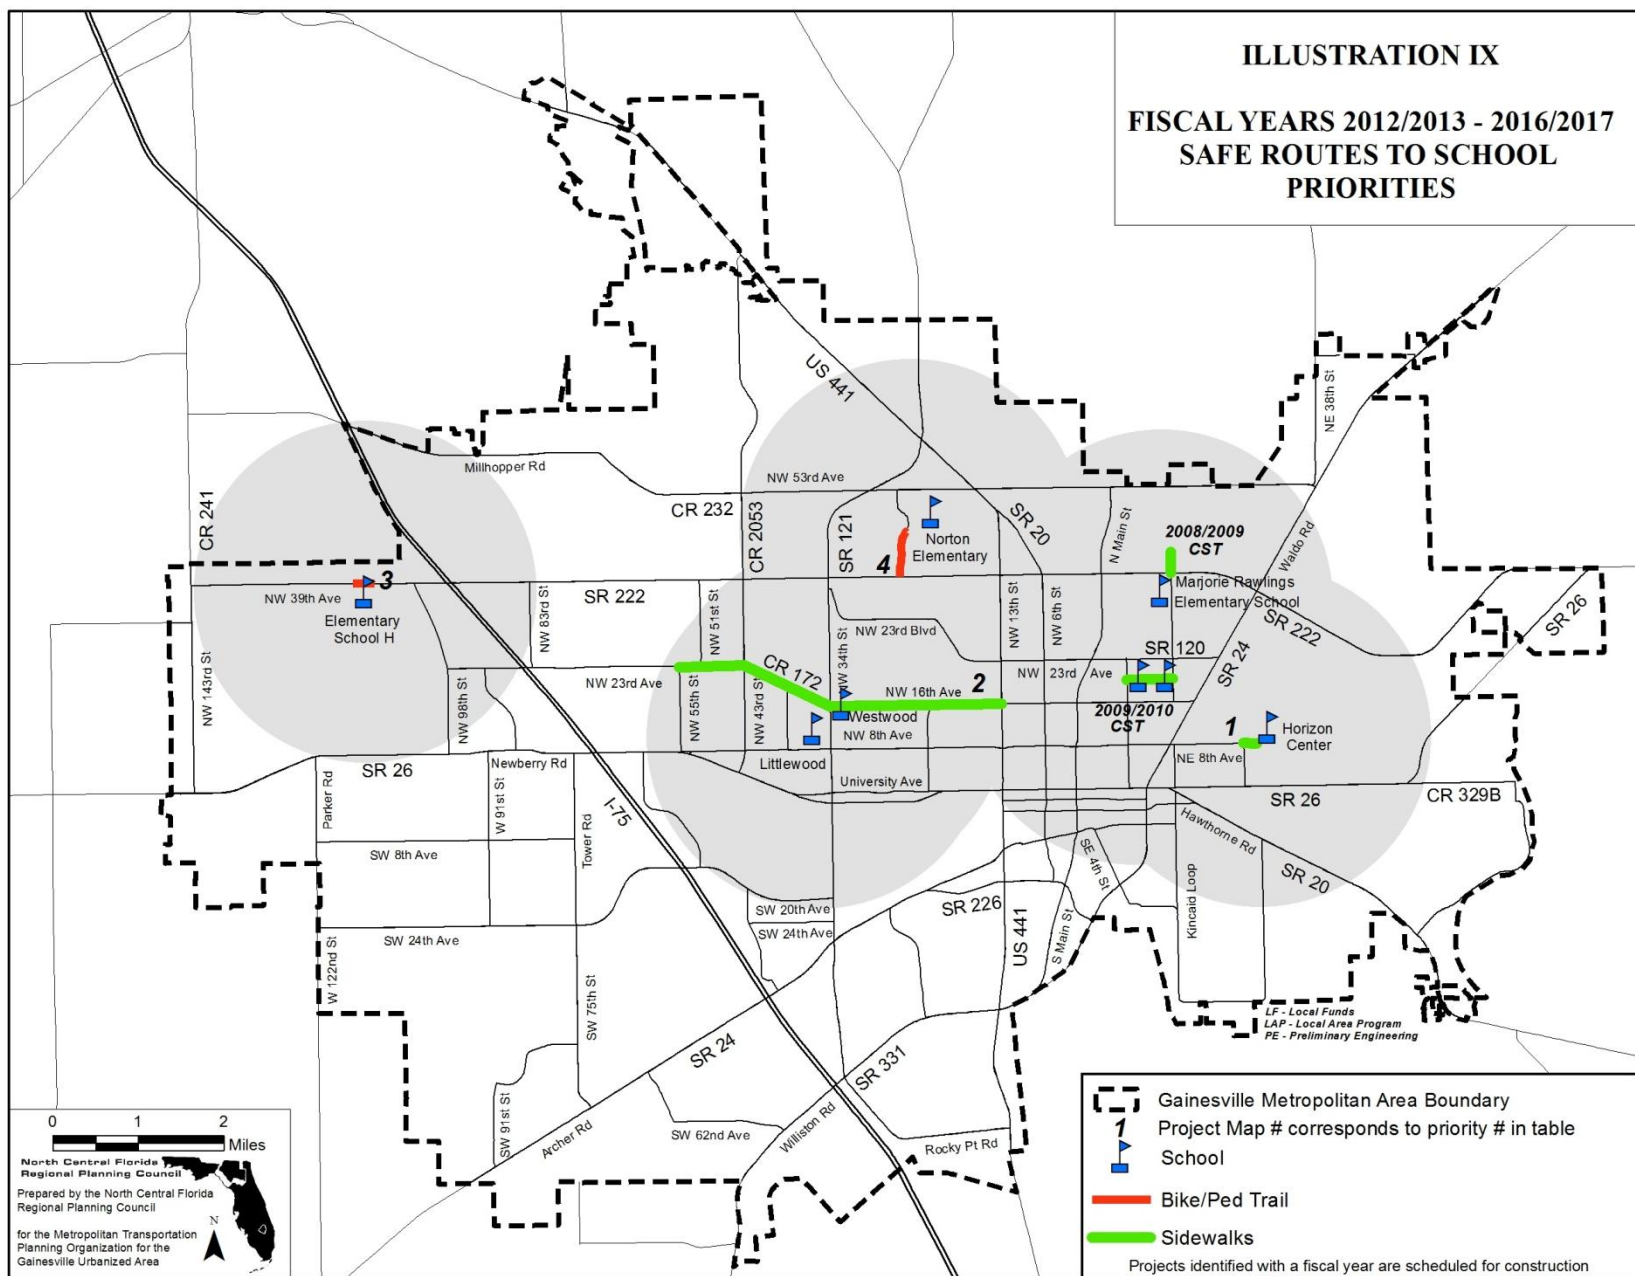 ILLUSTRATION IX
FISCAL YEARS 2012/2013 - 2016/2017
SAFE ROUTES TO SCHOOL
PRIORITIES
US 441
NE 38th St
Millhopper Rd
NW 53rd Ave
CR 241
CR 232
CR 2053
SR 121
SR 20
N Main St
Waldo Rd
2008/2009
CST
Norton
Elementary
4
3
NW 39th Ave
Elementary
School H
NW 83rd St
SR 222
NW 51st St
Marjorie Rawlings
Elementary School
SR 222
SR 26
NW 23rd Blvd
NW 13th St
NW 6th St
SR 120
SR 24
NW 143rd St
NW 98th St
NW 23rd Ave
NW 55th St
NW 43rd St
CR 172
NW 34th St
NW 16th Ave
2
NW 23rd Ave
2009/2010
CST
Westwood
NW 8th Ave
1
Horizon
Center
SR 26
Newberry Rd
Littlewood
University Ave
NE 8th Ave
SR 26
CR 329B
Parker Rd
W 91st St
Tower Rd
I-75
SW 8th Ave
Hawthorne Rd
SE 4th St
SR 20
Kincaid Loop
SW 20th Ave
SW 24th Ave
SR 226
US 441
S Main St
W 122nd St
SW 24th Ave
SW 75th St
LF - Local Funds
LAP - Local Area Program
PE - Preliminary Engineering
SR 24
SR 331
SW 91st St
Archer Rd
SW 62nd Ave
Williston Rd
Rocky Pt Rd
0 1 2
Miles
North Central Florida
Regional Planning Council
Prepared by the North Central Florida
Regional Planning Council
for the Metropolitan Transportation
Planning Organization for the
Gainesville Urbanized Area
N
Gainesville Metropolitan Area Boundary
1 Project Map # corresponds to priority # in table
School
Bike/Ped Trail
Sidewalks
Projects identified with a fiscal year are scheduled for construction